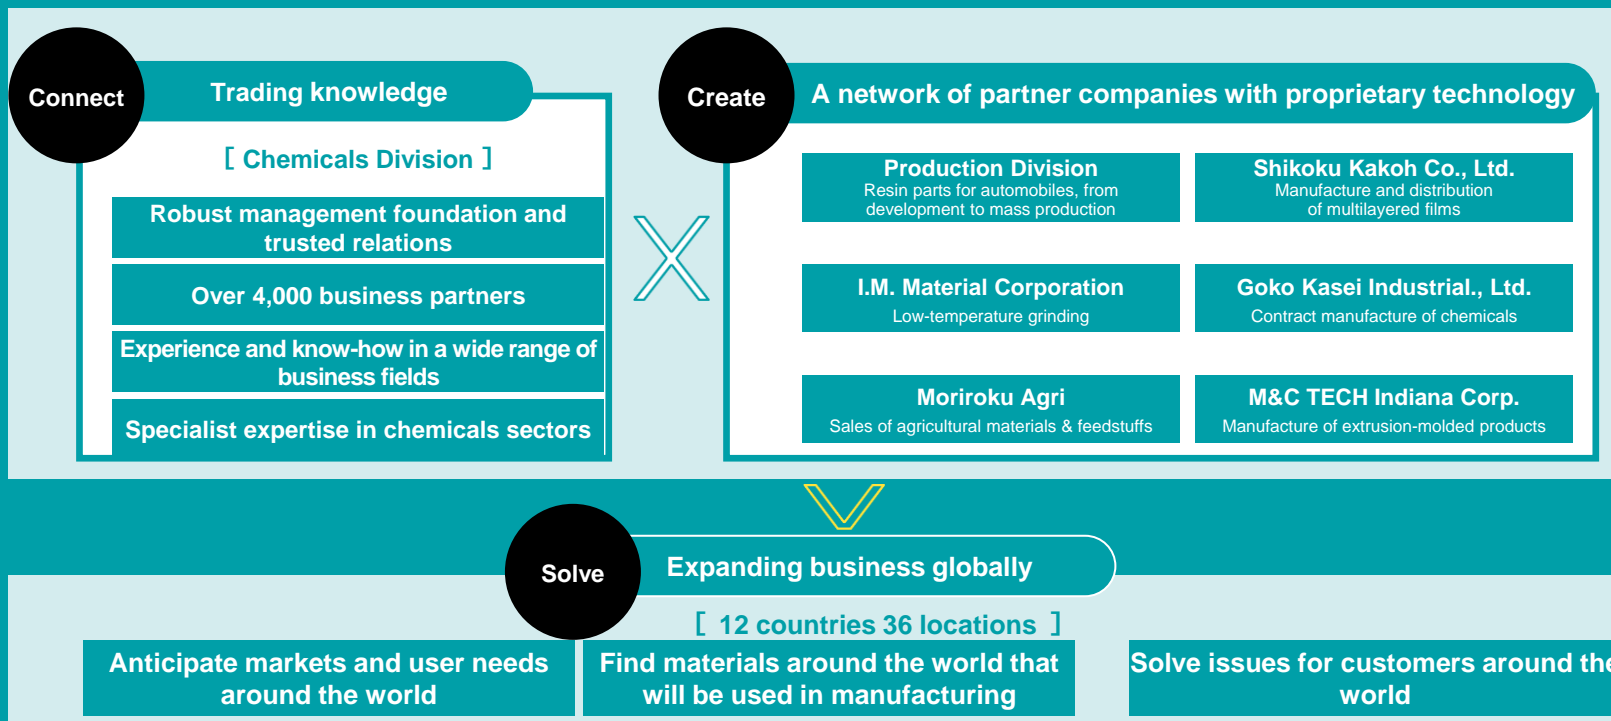 Connect
Trading knowledge
[ Chemicals Division ]
Robust management foundation and
trusted relations
Over 4,000 business partners
Experience and know-how in a wide range of
business fields
Specialist expertise in chemicals sectors
X
Create
A network of partner companies with proprietary technology
Production Division
Resin parts for automobiles, from
development to mass production
Shikoku Kakoh Co., Ltd.
Manufacture and distribution
of multilayered films
I.M. Material Corporation
Low-temperature grinding
Goko Kasei Industrial., Ltd.
Contract manufacture of chemicals
Moriroku Agri
Sales of agricultural materials & feedstuffs
M&C TECH Indiana Corp.
Manufacture of extrusion-molded products
Solve
Expanding business globally
[ 12 countries 36 locations ]
Anticipate markets and user needs
around the world
Find materials around the world that
will be used in manufacturing
Solve issues for customers around the
world